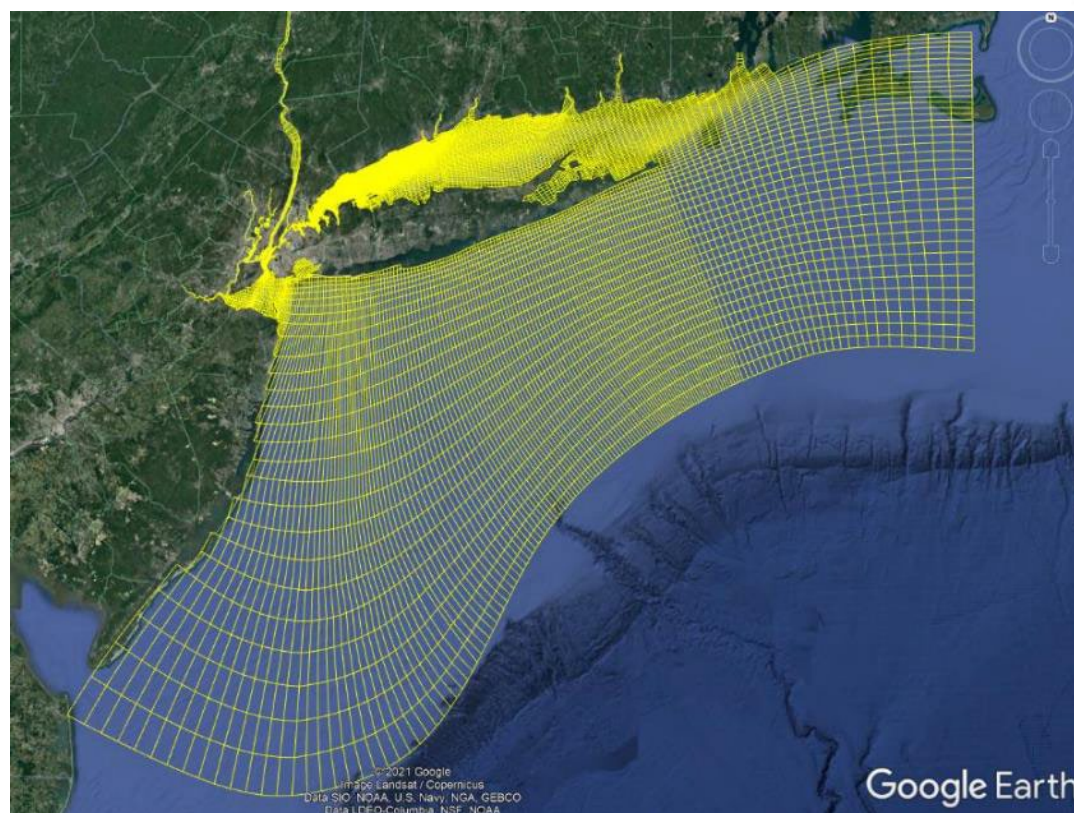 N
© 2021 Google
Image Landsat / Copernicus
Data SIO, NOAA, U.S. Navy, NGA, GEBCO
Data LDEO-Columbia, NSF, NOAA
Google Earth